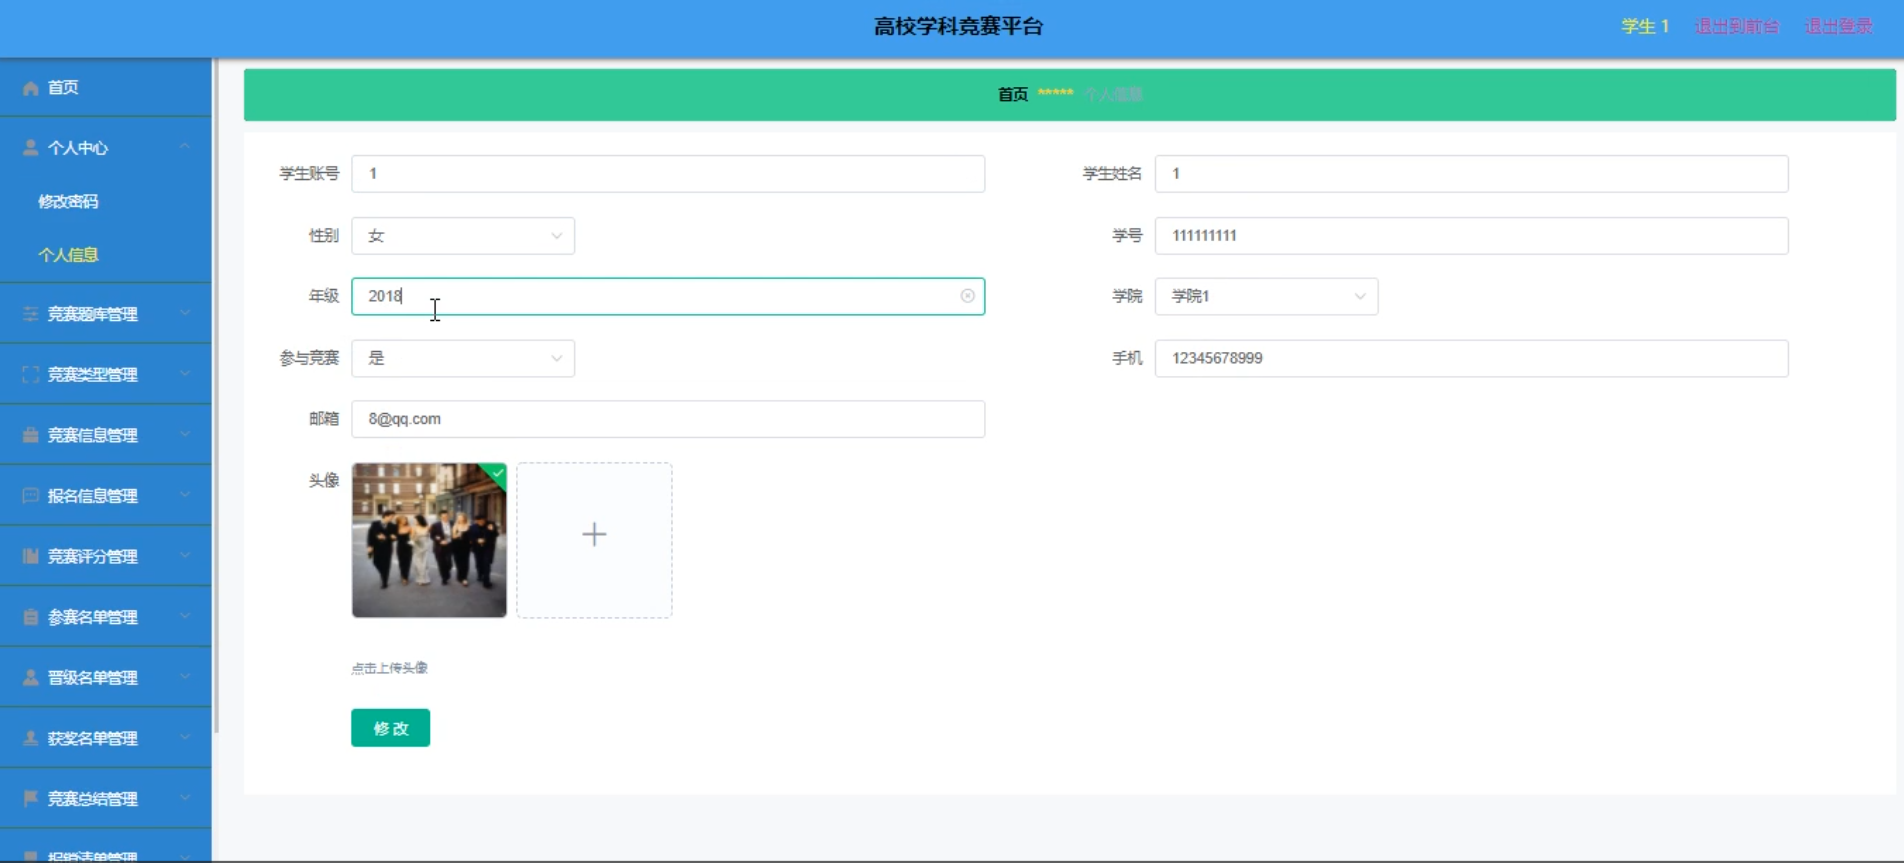 高校学科竞赛平台
学生 1 退出到前台 退出登录
首页
个人中心
修改密码
个人信息
竞赛题库管理
竞赛类型管理
竞赛信息管理
报名信息管理
竞赛评分管理
参赛名单管理
晋级名单管理
获奖名单管理
竞赛总结管理
报销清单管理
首页 ***** 个人信息
学生账号 1 学生姓名 1
性别 女 学号 111111111
年级 2018 学院 学院1
参与竞赛 是 手机 12345678999
邮箱 8@qq.com
头像
点击上传头像
修改